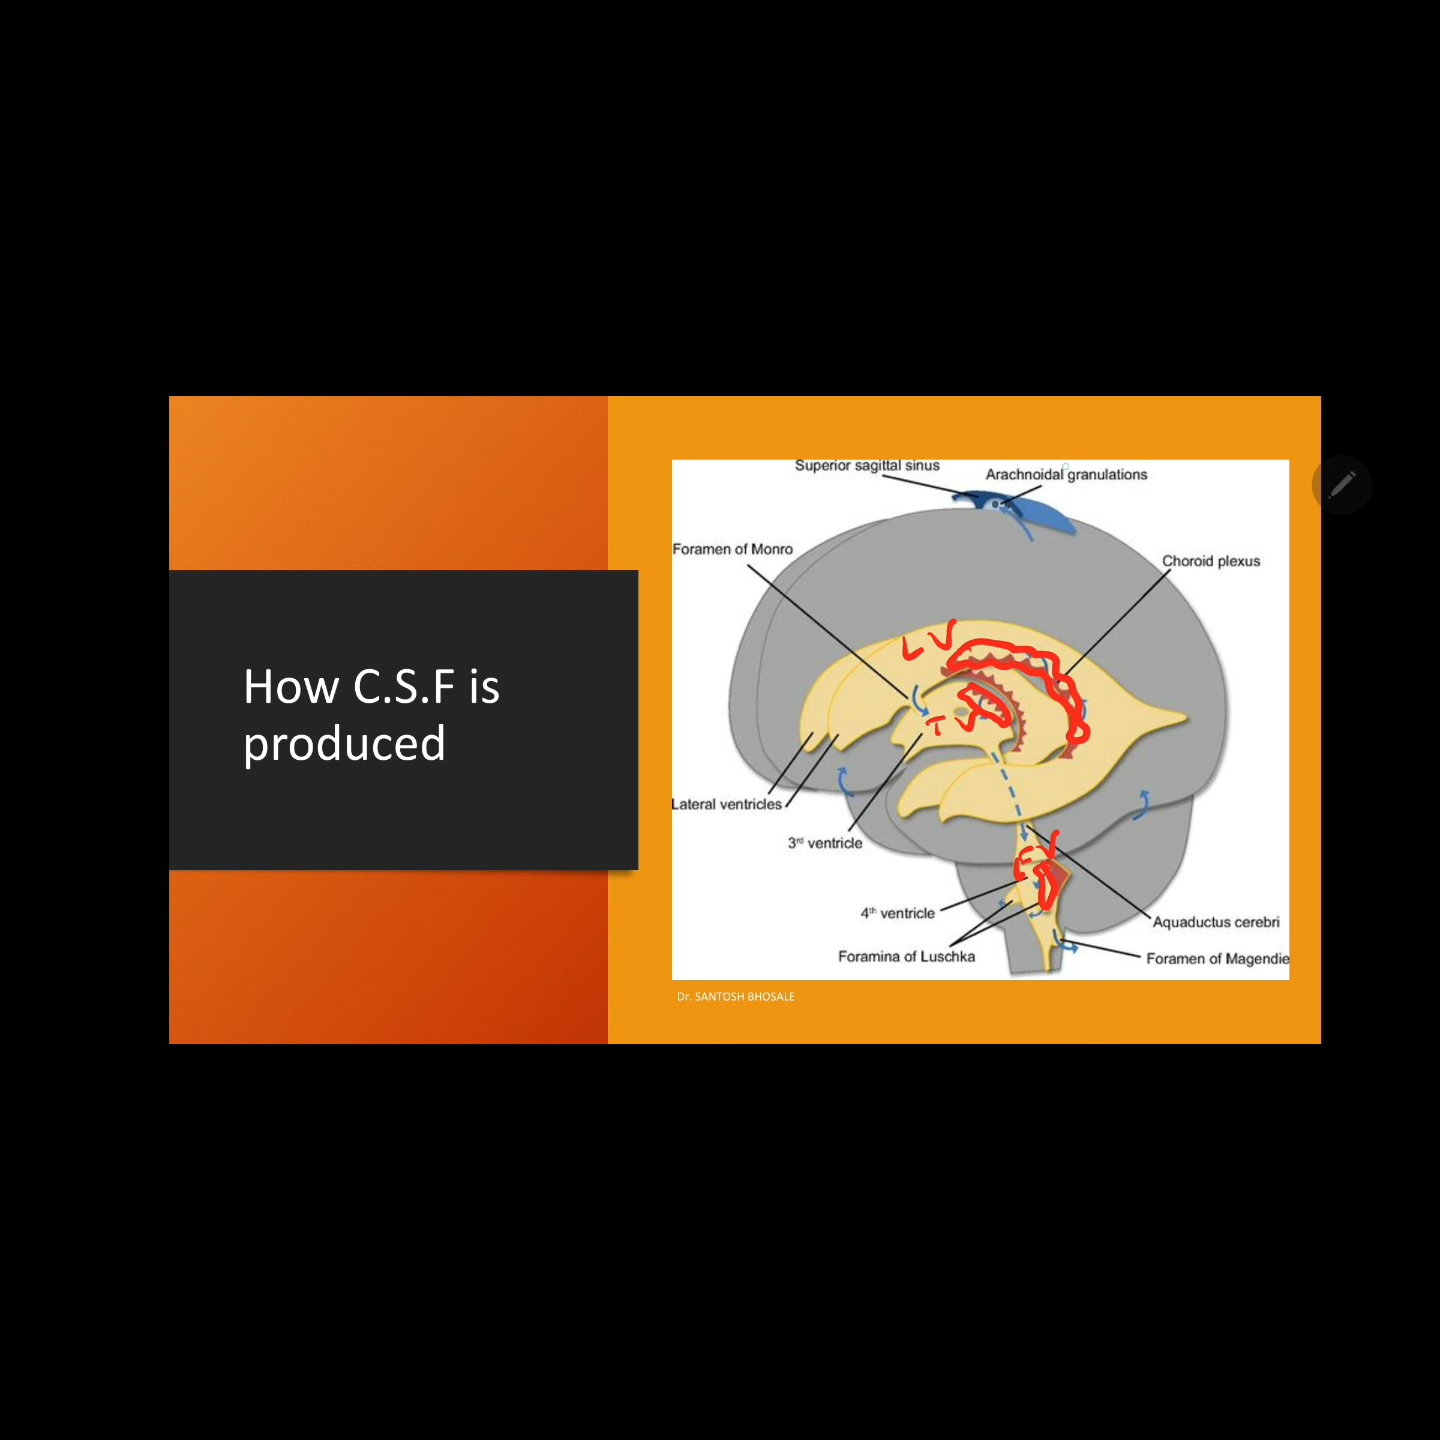 How C.S.F is
produced
Superior sagittal sinus
Arachnoidal granulations
Foramen of Monro
Choroid plexus
L V
T V
Lateral ventricles
3rd ventricle
F V
4th ventricle
Aquaductus cerebri
Foramina of Luschka
Foramen of Magendie
Dr. SANTOSH BHOSALE